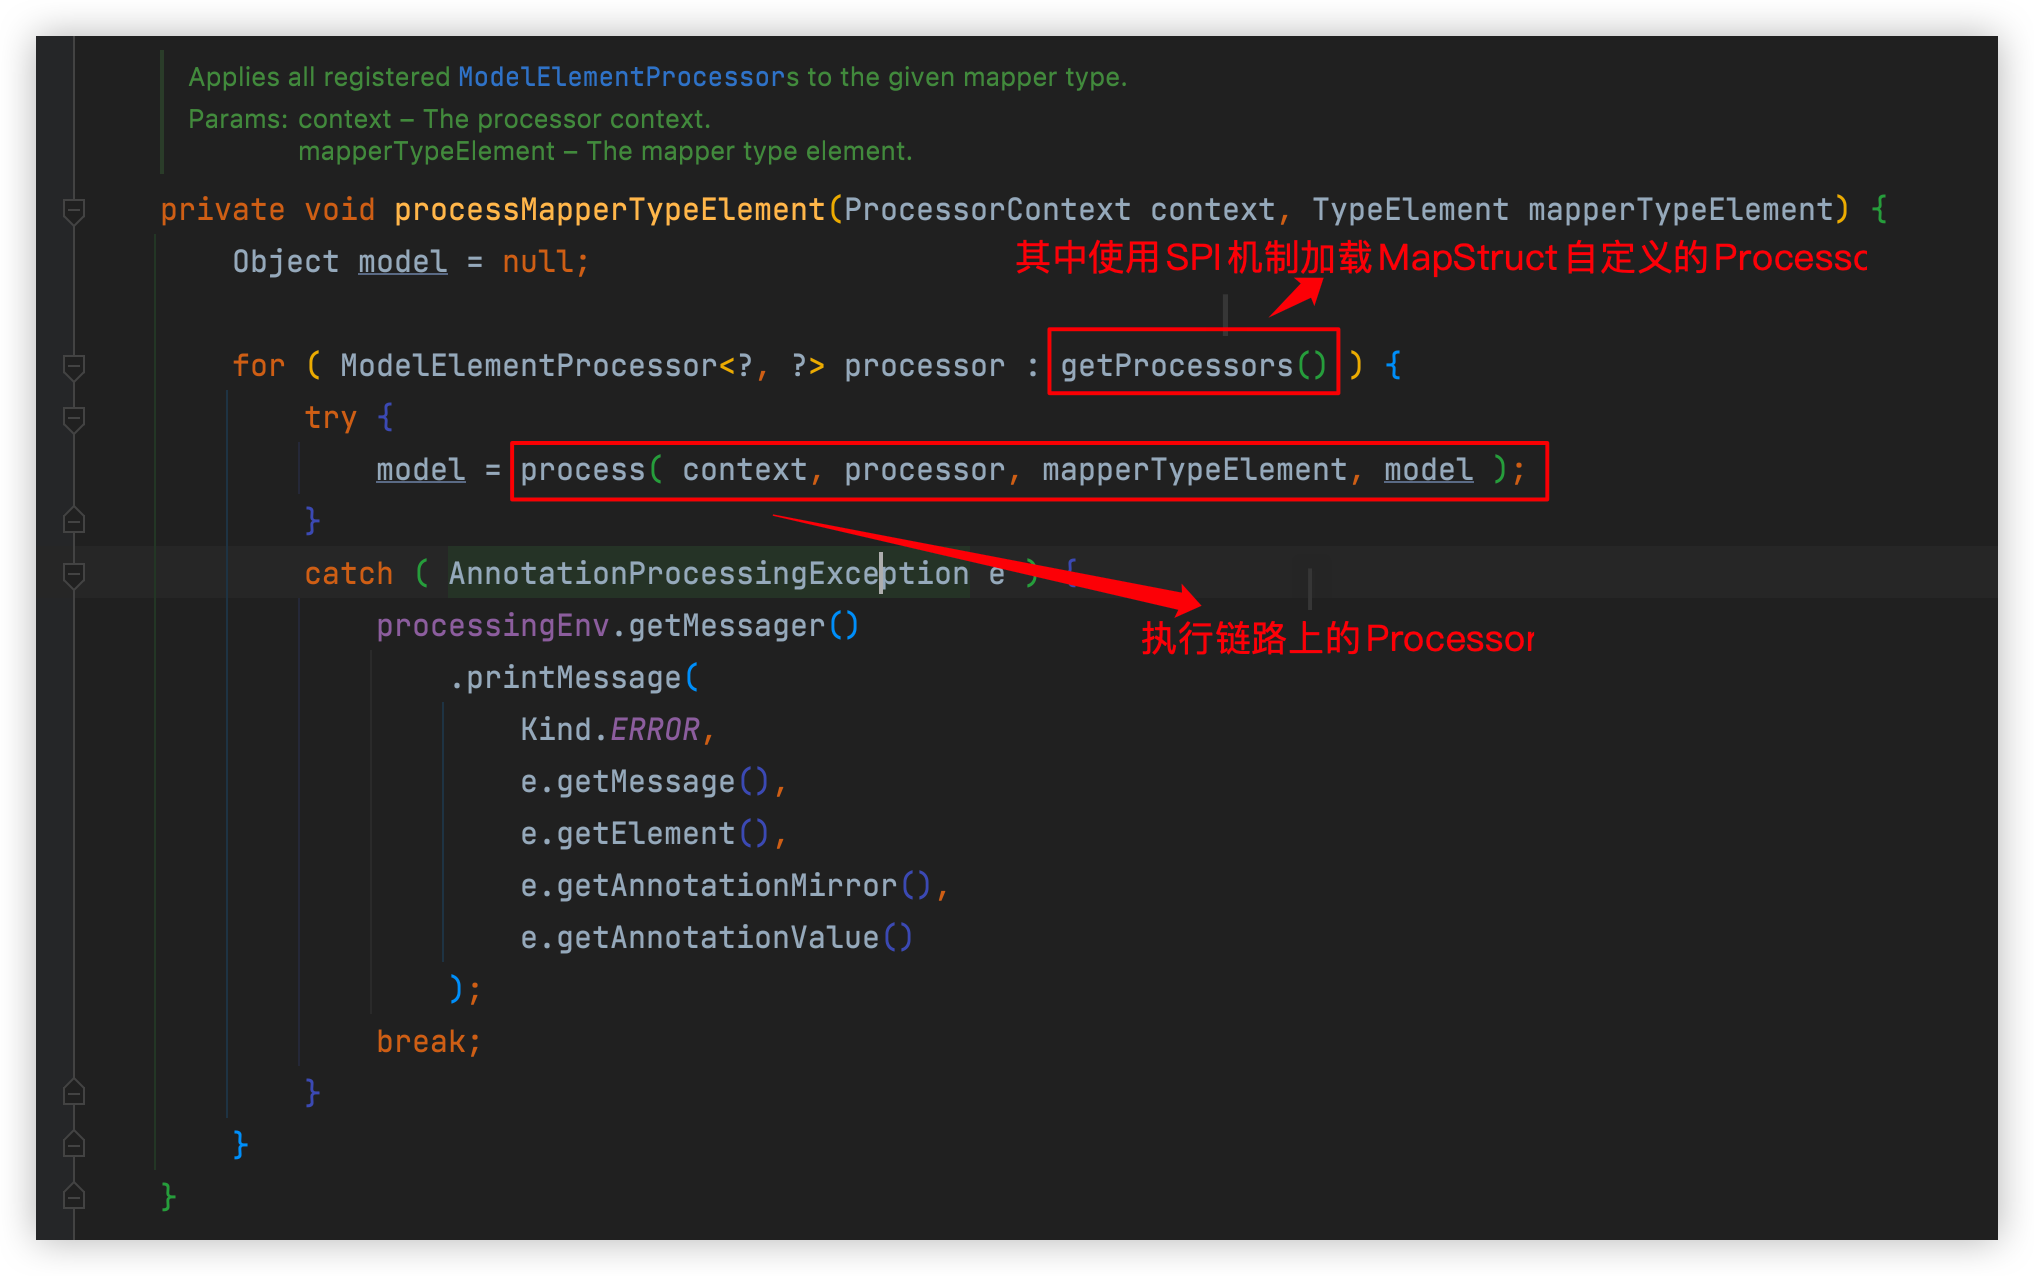 Applies all registered ModelElementProcessors to the given mapper type.
Params: context – The processor context.
mapperTypeElement – The mapper type element.
private void processMapperTypeElement(ProcessorContext context, TypeElement mapperTypeElement) {
Object model = null;
其中使用SPI机制加载MapStruct自定义的Processo
for ( ModelElementProcessor<?, ?> processor : getProcessors() ) {
try {
model = process( context, processor, mapperTypeElement, model );
}
catch ( AnnotationProcessingException e ) {
processingEnv.getMessager()
执行链路上的Processor
.printMessage(
Kind.ERROR,
e.getMessage(),
e.getElement(),
e.getAnnotationMirror(),
e.getAnnotationValue()
);
break;
}
}
}